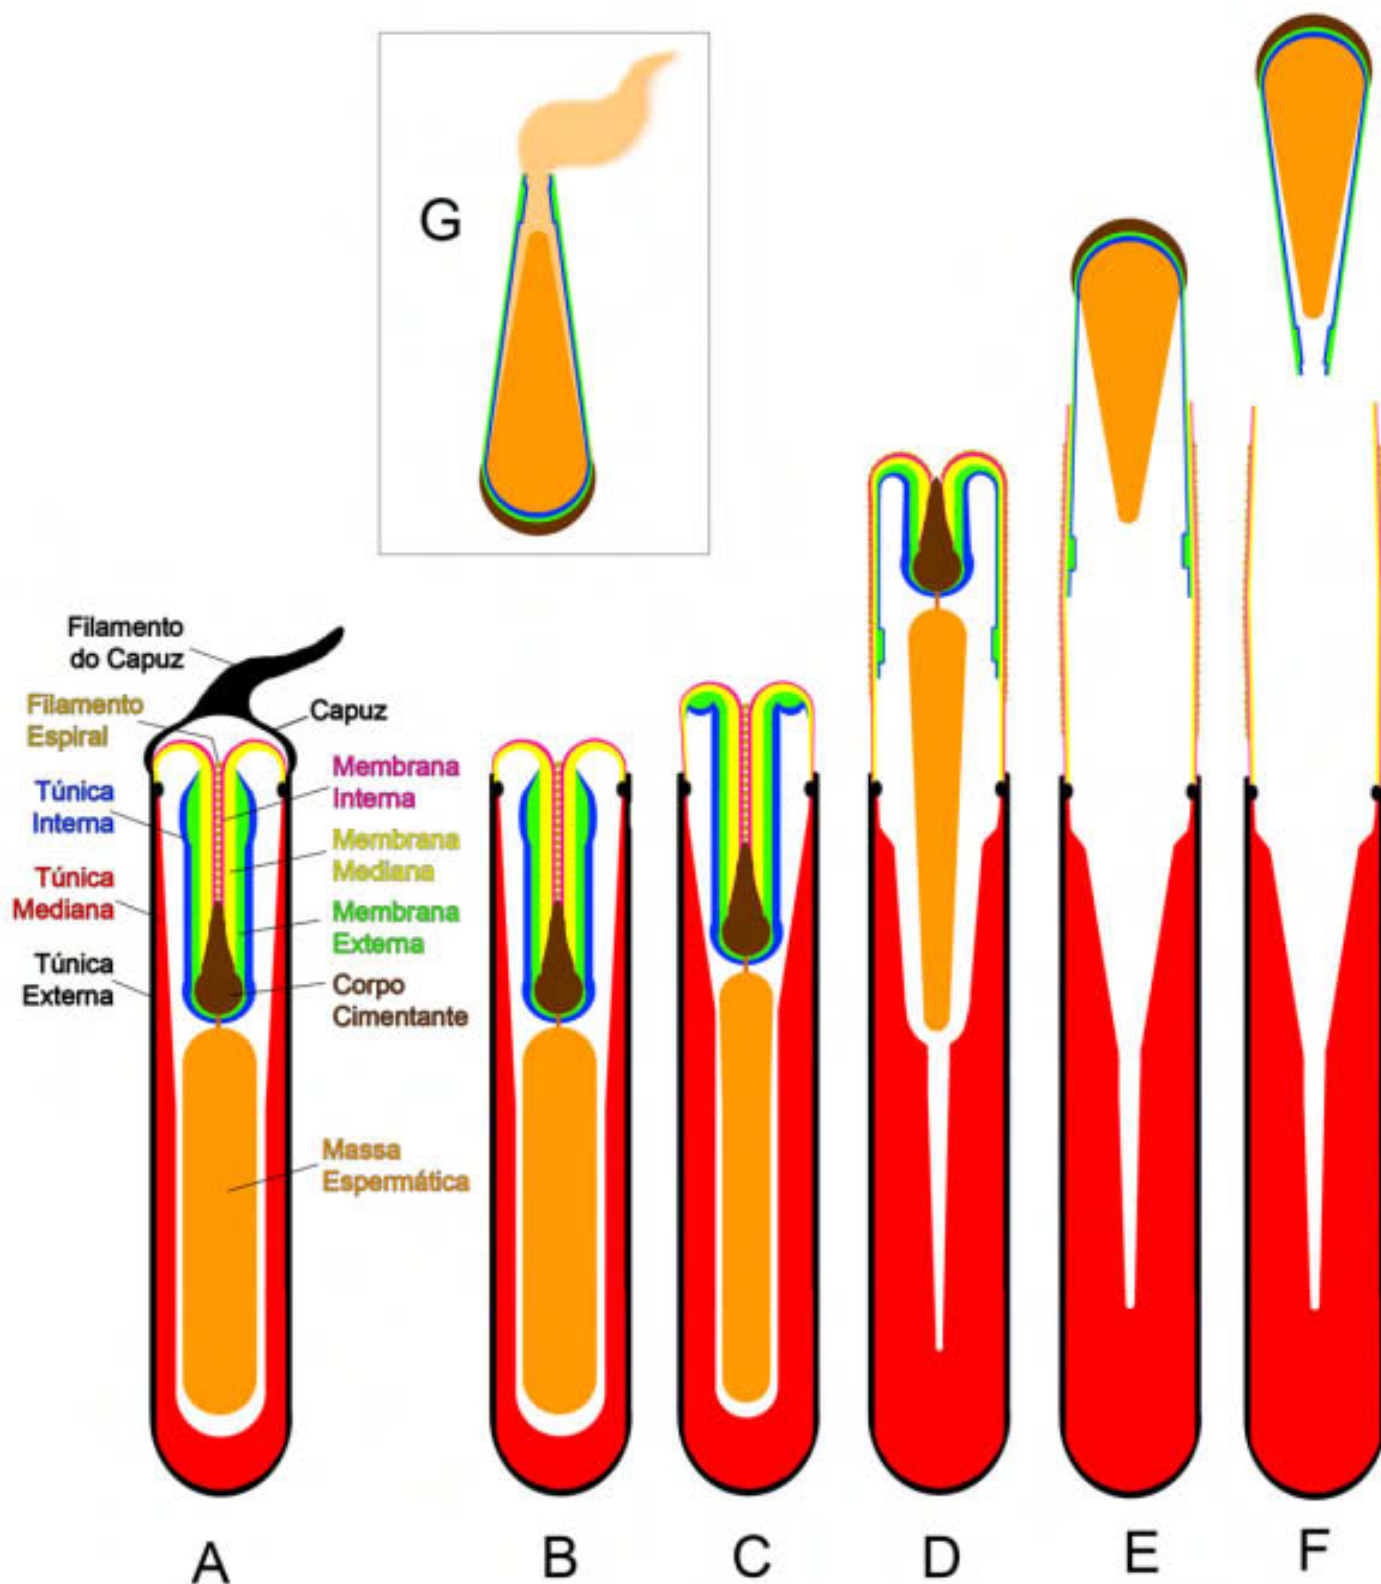 G
Filamento
do Capuz
Filamento
Espiral
Capuz
Túnica
Interna
Membrana
Interna
Membrana
Mediana
Túnica
Mediana
Membrana
Externa
Túnica
Externa
Corpo
Cimentante
Massa
Espermática
A
B
C
D
E
F